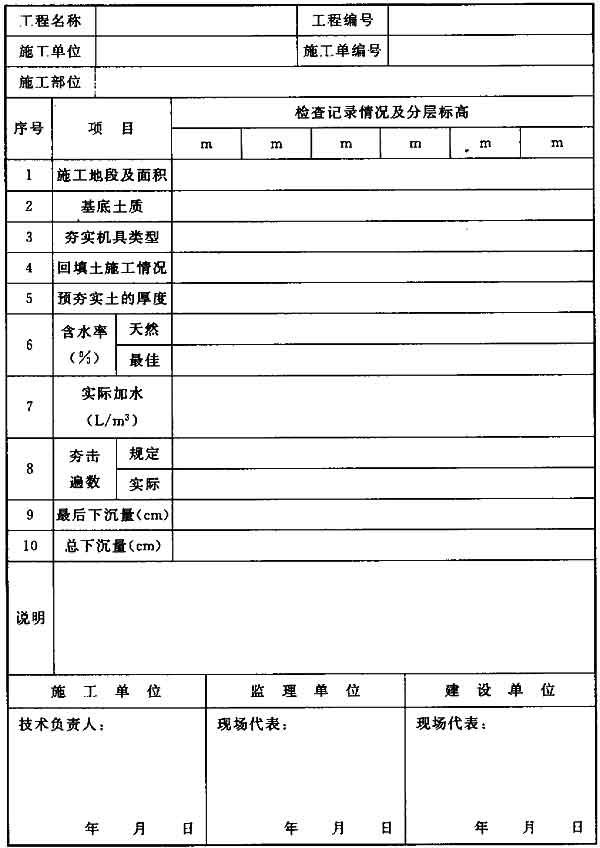 工程名称 工程编号
施工单位 施工单编号
施工部位
序号 项 目 检查记录情况及分层标高
m m m m m m
1 施工地段及面积
2 基底土质
3 夯实机具类型
4 回填土施工情况
5 预夯实土的厚度
6 含水率(%) 天然
最佳
7 实际加水
(L/m³)
8 夯击遍数 规定
实际
9 最后下沉量(cm)
10 总下沉量(cm)
说明
施 工 单 位 监 理 单 位 建 设 单 位
技术负责人: 现场代表: 现场代表:
年 月 日 年 月 日 年 月 日